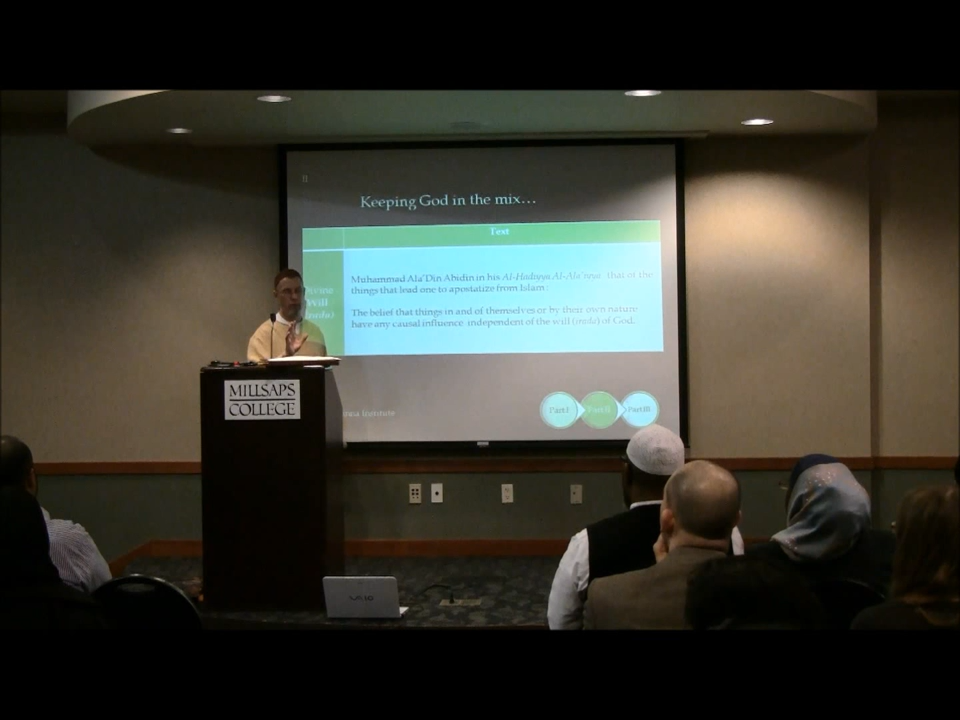 8
Keeping God in the mix…
Text
Divine
Will
(irada)
Muhammad Ala'Din Abidin in his Al-Hadiyya Al-Ala'iyya that of the
things that lead one to apostatize from Islam:
The belief that things in and of themselves or by their own nature
have any causal influence independent of the will (irada) of God.
Institute
Part I
Part II
Part III
MILLSAPS
COLLEGE